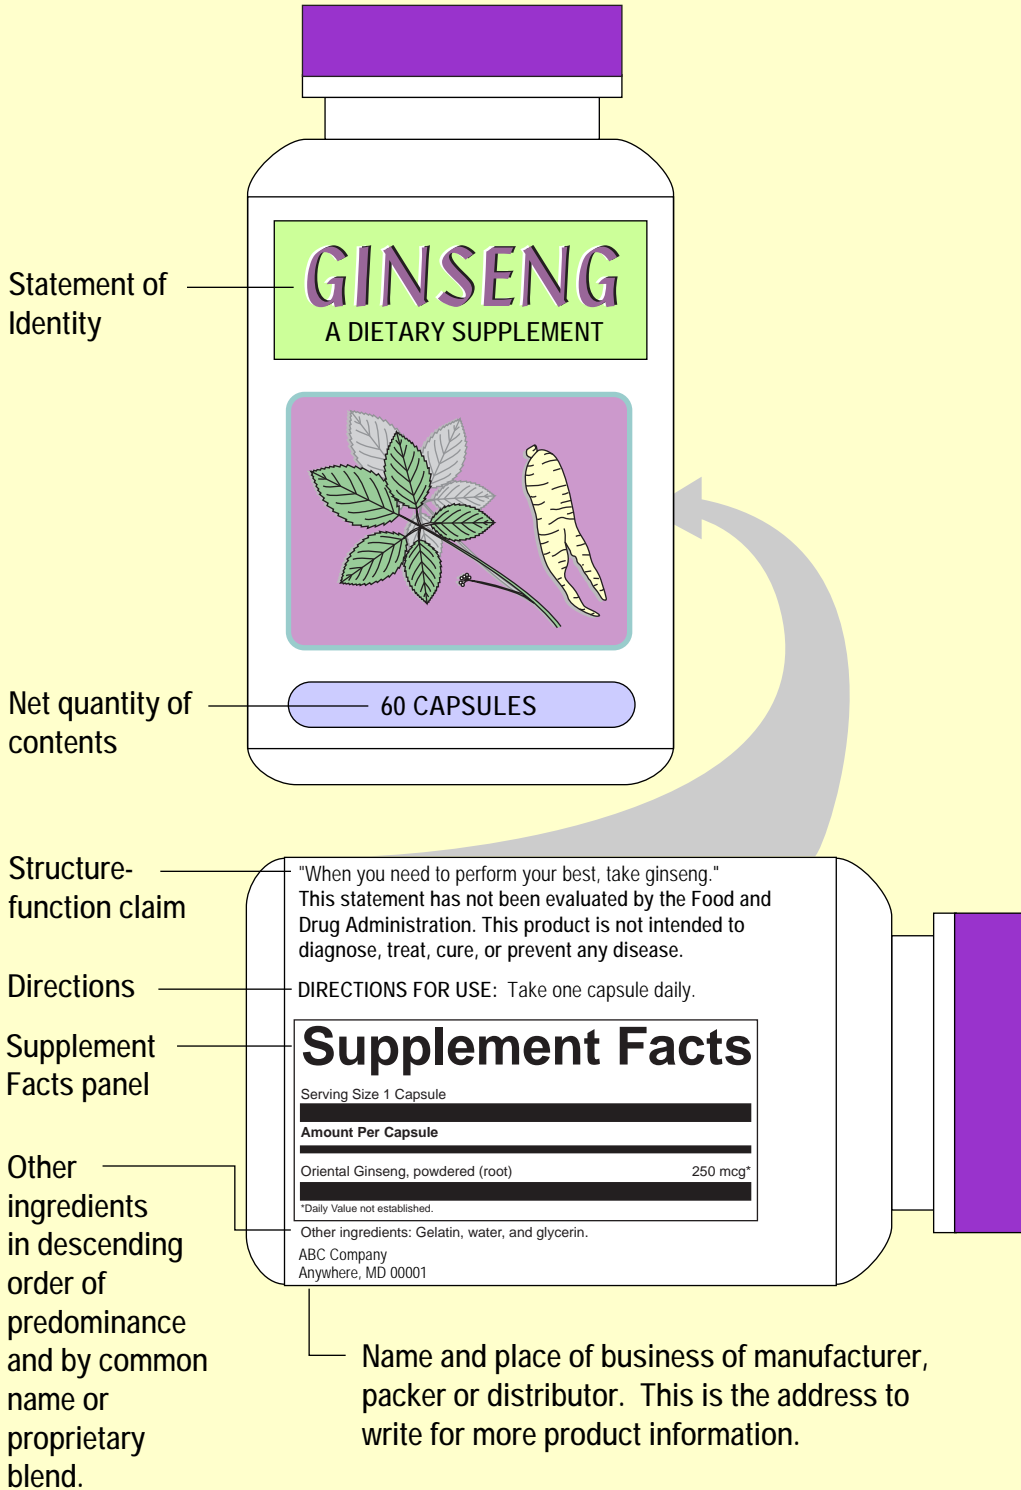 GINSENG
A DIETARY SUPPLEMENT
Statement of
Identity
60 CAPSULES
Net quantity of
contents
Structure-
function claim
"When you need to perform your best, take ginseng."
This statement has not been evaluated by the Food and
Drug Administration. This product is not intended to
diagnose, treat, cure, or prevent any disease.
Directions
DIRECTIONS FOR USE: Take one capsule daily.
Supplement
Facts panel
Supplement Facts
Serving Size 1 Capsule
Amount Per Capsule
Oriental Ginseng, powdered (root) 250 mcg*
*Daily Value not established.
Other ingredients: Gelatin, water, and glycerin.
ABC Company
Anywhere, MD 00001
Other
ingredients
in descending
order of
predominance
and by common
name or
proprietary
blend.
Name and place of business of manufacturer,
packer or distributor. This is the address to
write for more product information.